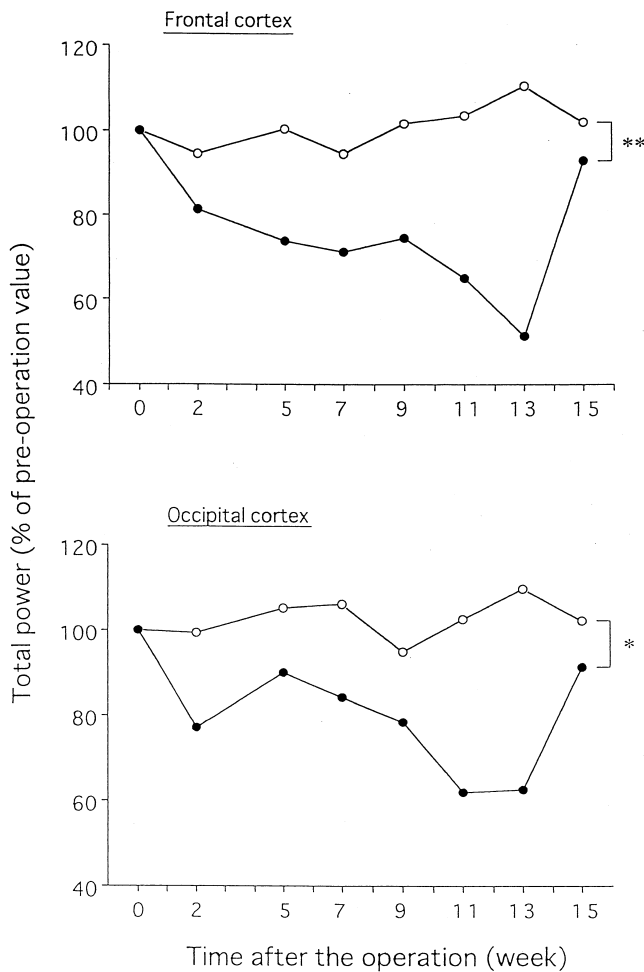 Frontal cortex
120
100
80
60
40
**
0 2 5 7 9 11 13 15
Total power (% of pre-operation value)
Occipital cortex
120
100
80
60
40
*
0 2 5 7 9 11 13 15
Time after the operation (week)